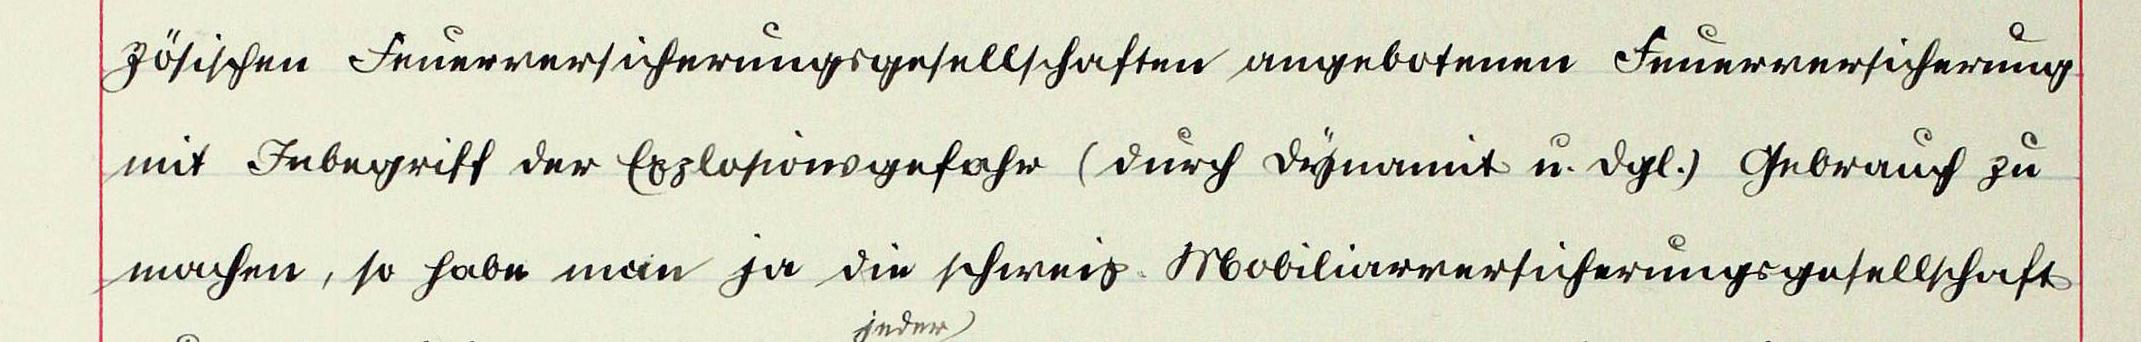 zösischen Feuerversicherungsgesellschaften angebotenen Feuerversicherung
mit Inbegriff der Explosionsgefahr (durch Dynamit u. dgl.) Gebrauch zu
machen, so habe man ja die schweiz. Mobiliarversicherungsgesellschaft
jeder